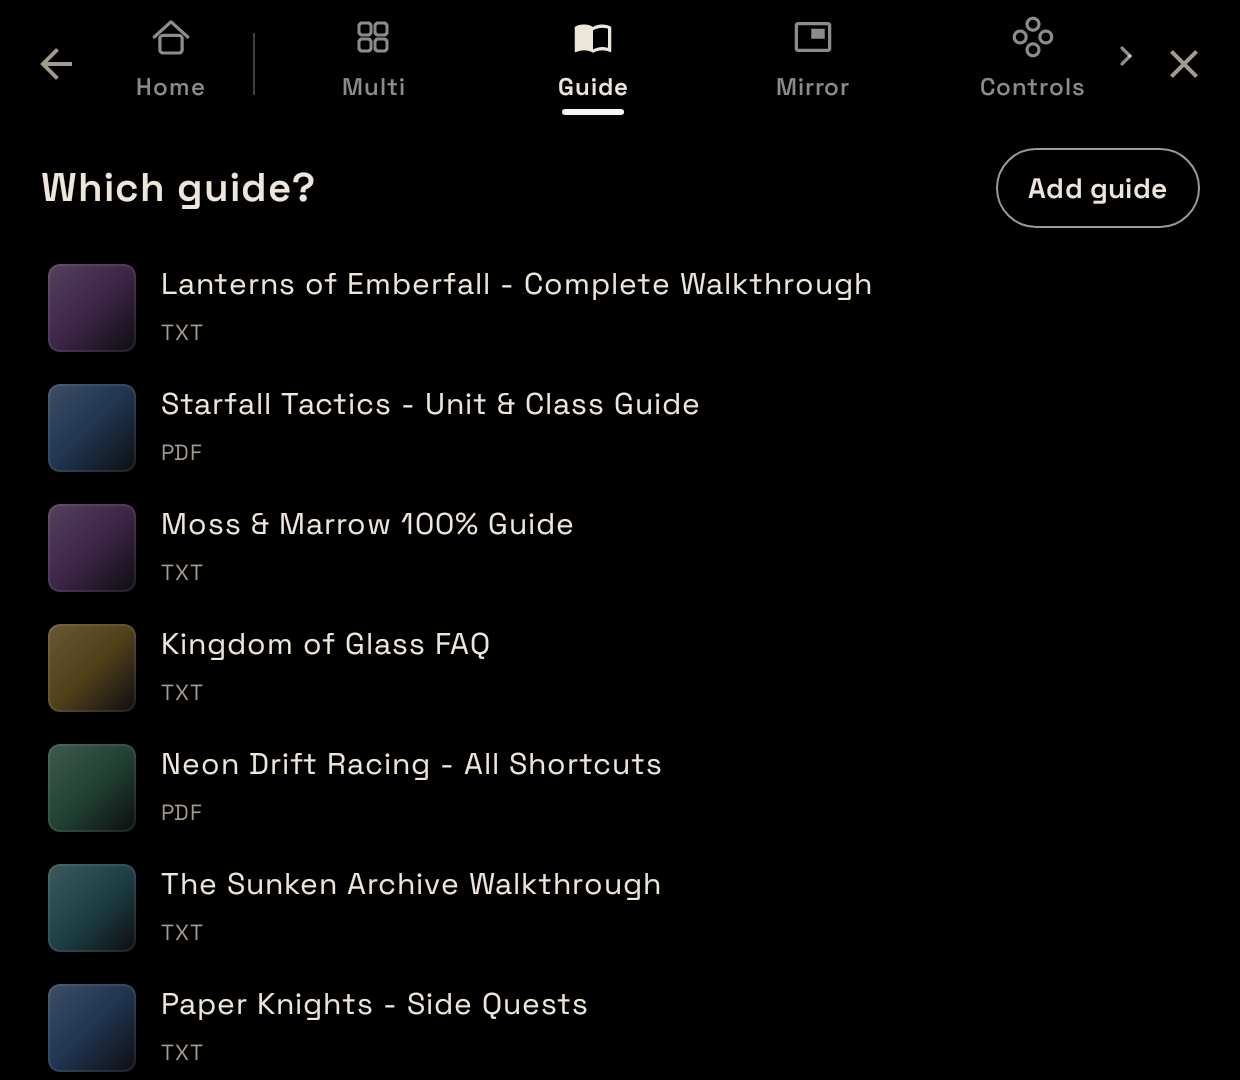 Home
Multi
Guide
Mirror
Controls
Which guide?
Add guide
Lanterns of Emberfall - Complete Walkthrough
TXT
Starfall Tactics - Unit & Class Guide
PDF
Moss & Marrow 100% Guide
TXT
Kingdom of Glass FAQ
TXT
Neon Drift Racing - All Shortcuts
PDF
The Sunken Archive Walkthrough
TXT
Paper Knights - Side Quests
TXT